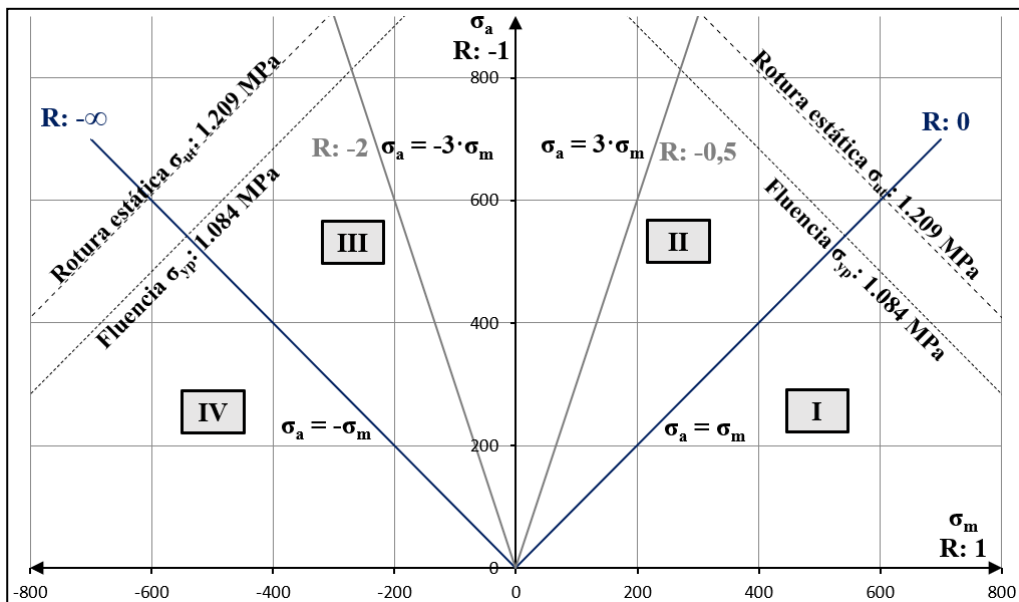 σa
R: -1
800
600
400
200
0
R: -∞
R: -2
σa = -3·σm
σa = 3·σm
R: -0,5
R: 0
Rotura estática σut: 1.209 MPa
Fluencia σyp: 1.084 MPa
Rotura estática σut: 1.209 MPa
Fluencia σyp: 1.084 MPa
III
II
IV
I
σa = -σm
σa = σm
σm
R: 1
-800 -600 -400 -200 0 200 400 600 800